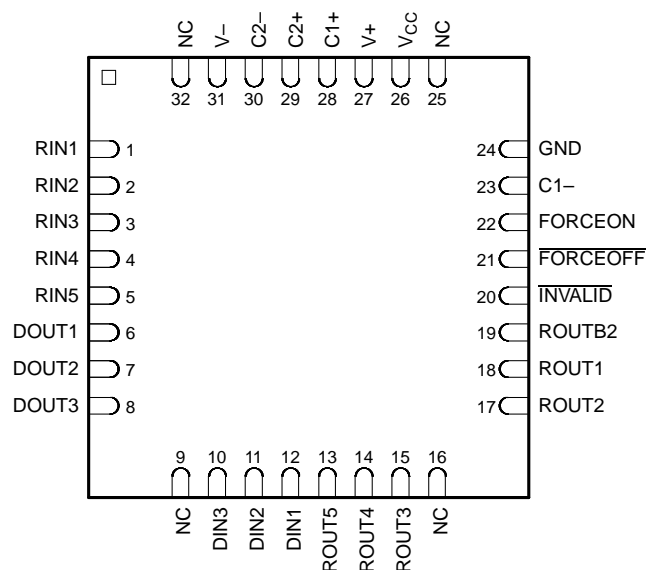 NC V– C2– C2+ C1+ V+ VCC NC
32 31 30 29 28 27 26 25
RIN1 1 24 GND
RIN2 2 23 C1–
RIN3 3 22 FORCEON
RIN4 4 21 FORCEOFF
RIN5 5 20 INVALID
DOUT1 6 19 ROUTB2
DOUT2 7 18 ROUT1
DOUT3 8 17 ROUT2
9 10 11 12 13 14 15 16
NC DIN3 DIN2 DIN1 ROUT5 ROUT4 ROUT3 NC